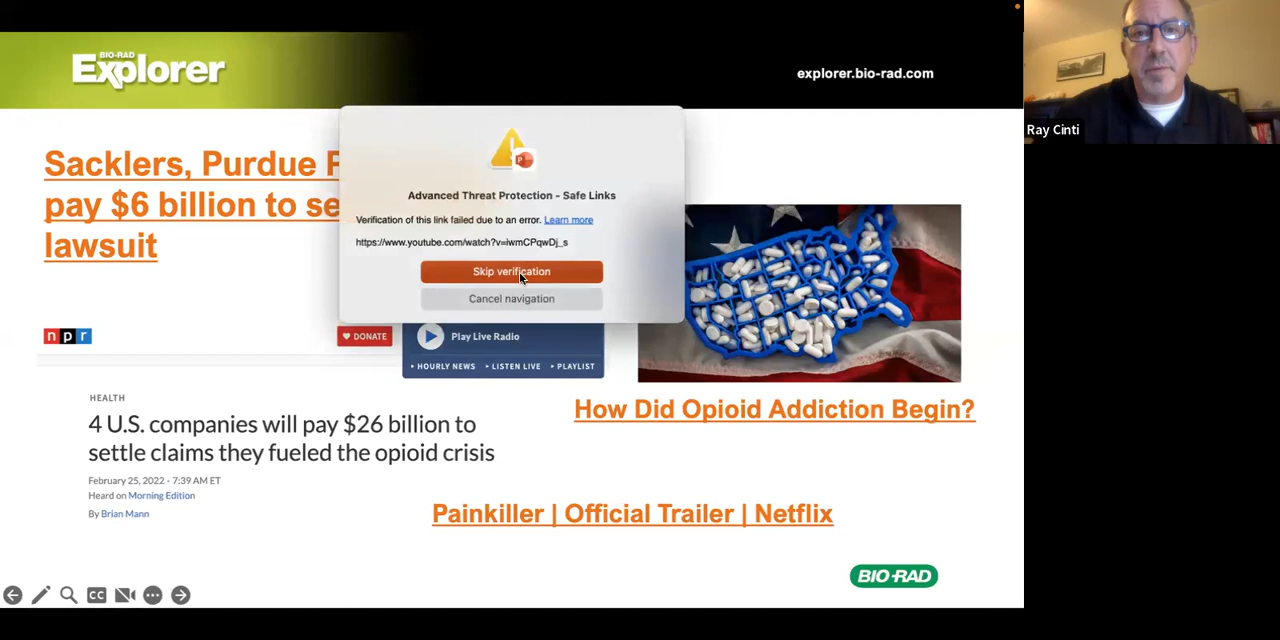 BIO-RAD
Explorer
explorer.bio-rad.com
Ray Cinti
Sacklers, Purdue P
pay $6 billion to se
lawsuit
Advanced Threat Protection - Safe Links
Verification of this link failed due to an error. Learn more
https://www.youtube.com/watch?v=iwmCPqwDj_s
Skip verification
Cancel navigation
npr
DONATE
Play Live Radio
HOURLY NEWS
LISTEN LIVE
PLAYLIST
HEALTH
4 U.S. companies will pay $26 billion to
settle claims they fueled the opioid crisis
February 25, 2022 · 7:39 AM ET
Heard on Morning Edition
By Brian Mann
How Did Opioid Addiction Begin?
Painkiller | Official Trailer | Netflix
CC
BIO-RAD